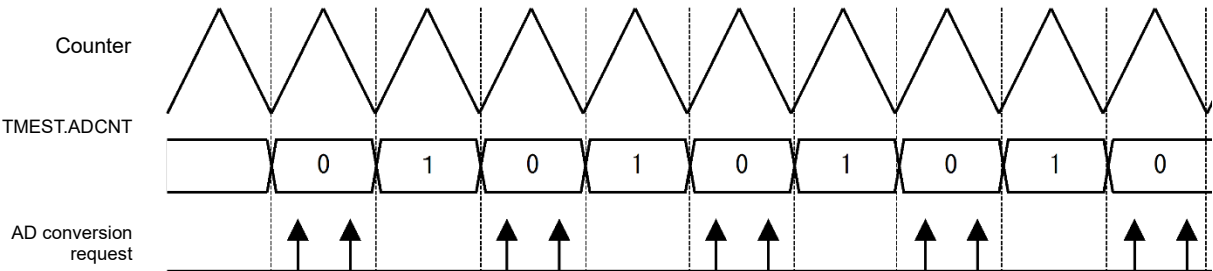 Counter
TMEST.ADCNT
0 1 0 1 0 1 0 1 0
AD conversion
request